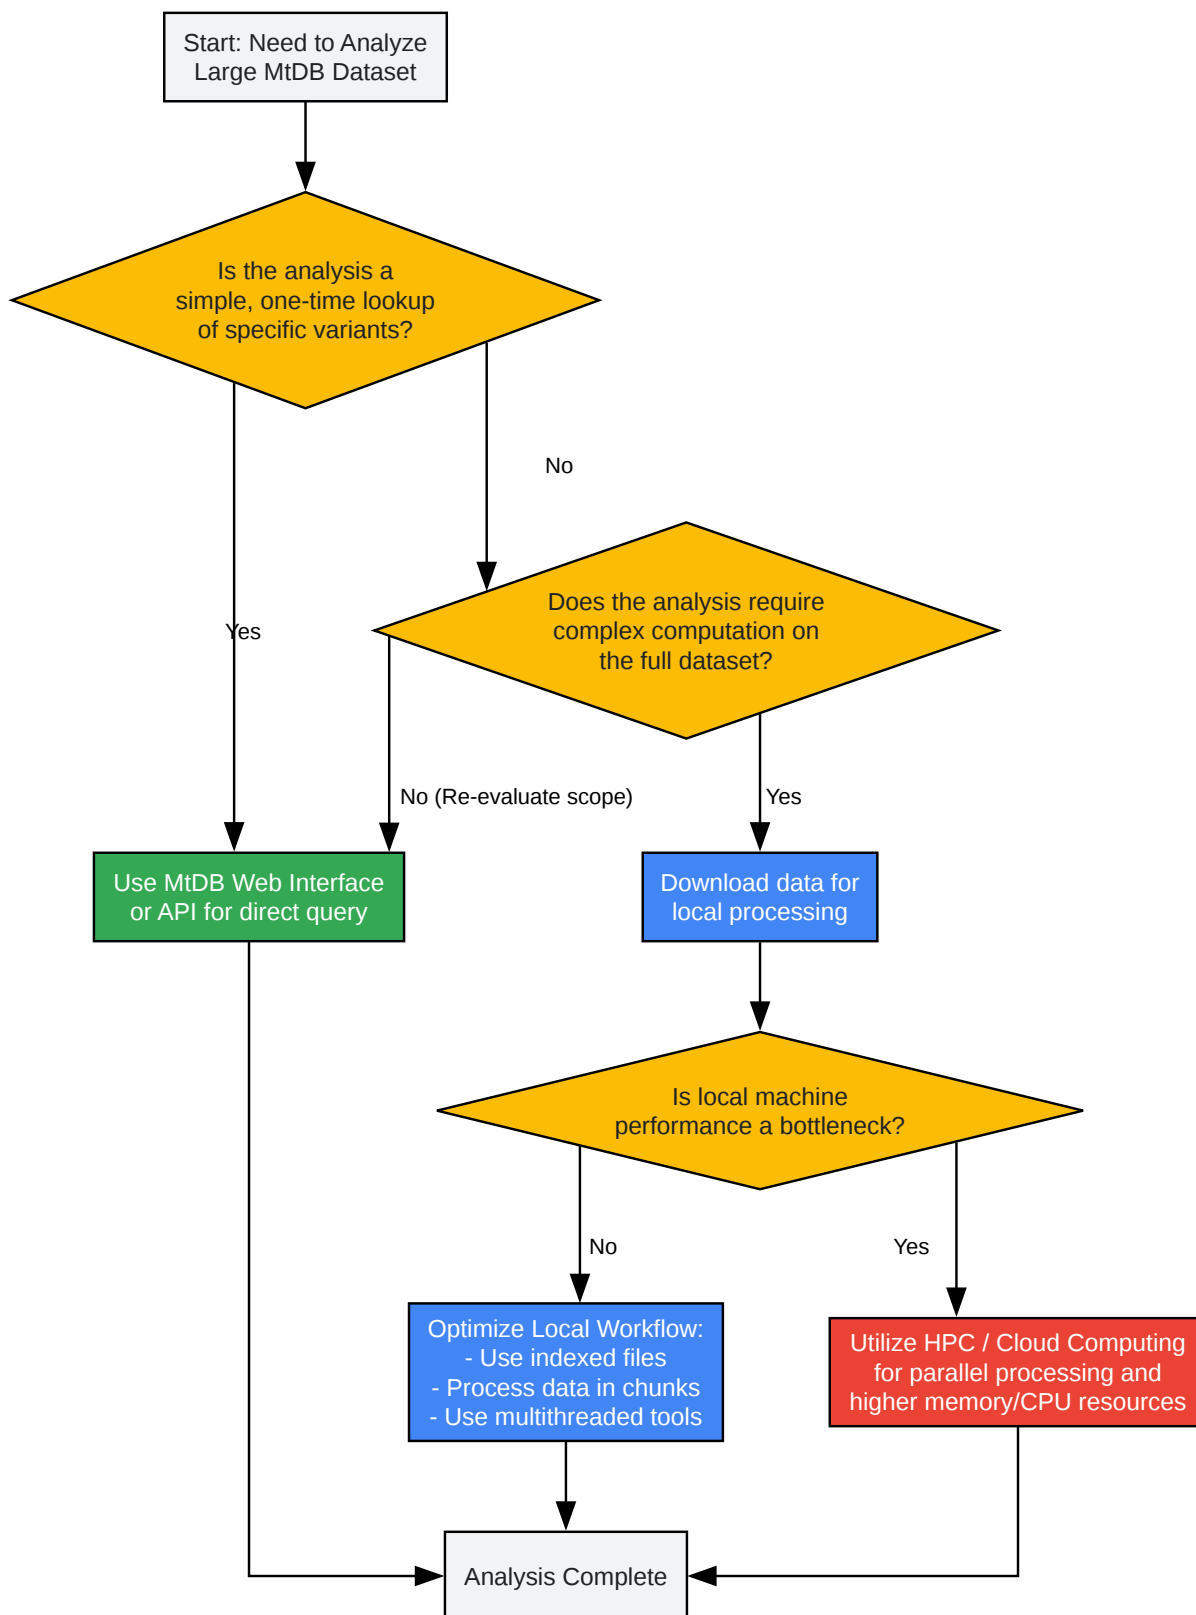 Start: Need to Analyze
Large MtDB Dataset
Is the analysis a
simple, one-time lookup
of specific variants?
No
Does the analysis require
complex computation on
the full dataset?
Yes
No (Re-evaluate scope)
Yes
Use MtDB Web Interface
or API for direct query
Download data for
local processing
Is local machine
performance a bottleneck?
No
Yes
Optimize Local Workflow:
- Use indexed files
- Process data in chunks
- Use multithreaded tools
Utilize HPC / Cloud Computing
for parallel processing and
higher memory/CPU resources
Analysis Complete